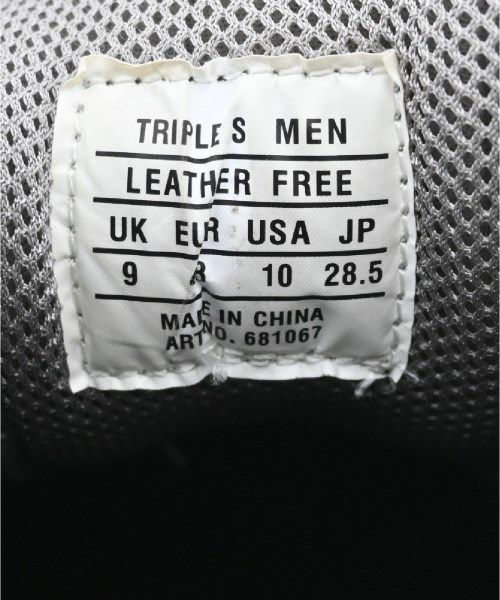 TRIPLE S MEN
LEATHER FREE
UK EUR USA JP
9 10 28.5
MADE IN CHINA
ART NO. 681067